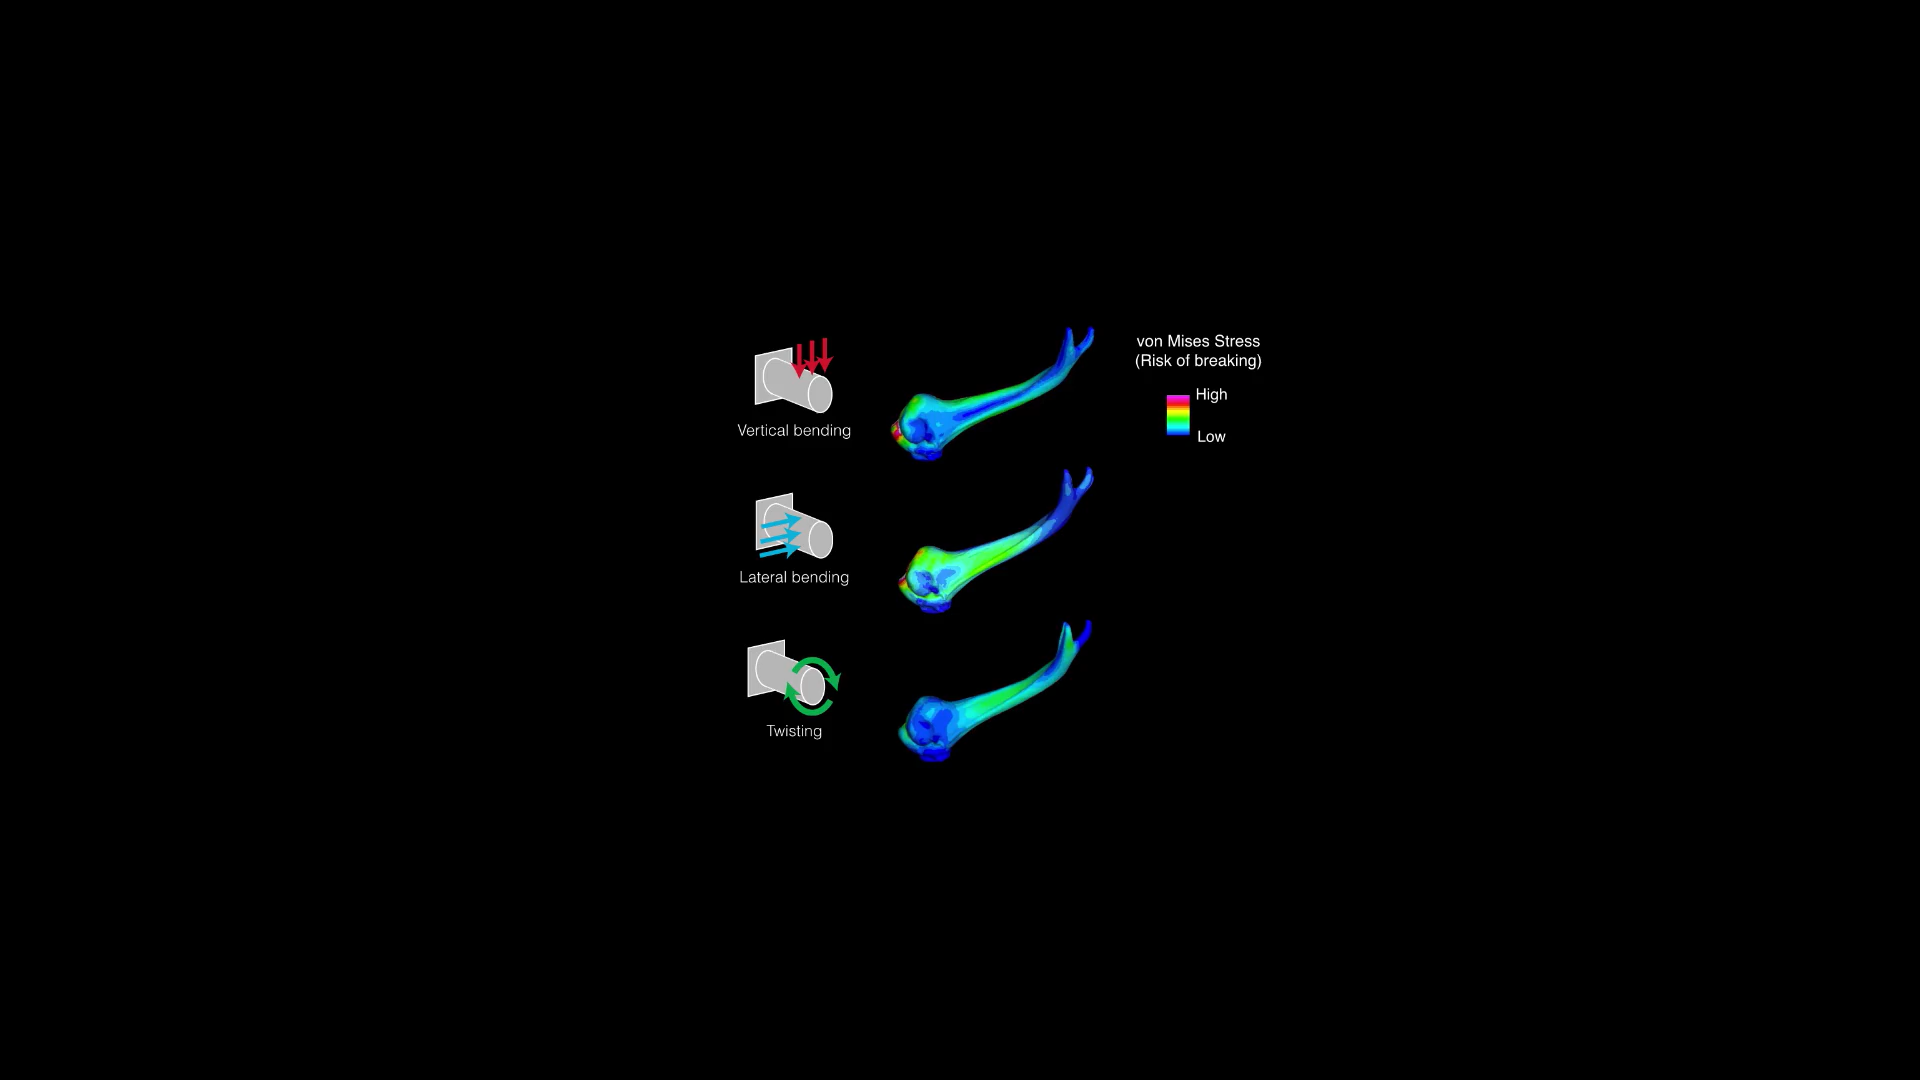 von Mises Stress
(Risk of breaking)
High
Low
Vertical bending
Lateral bending
Twisting